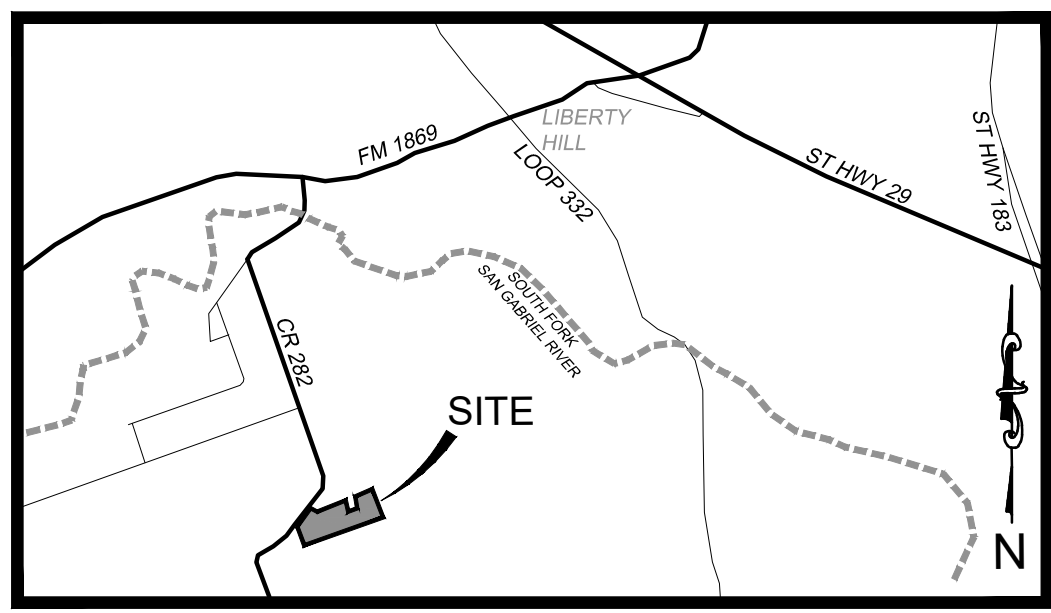 LIBERTY
HILL
FM 1869
LOOP 332
ST HWY 29
ST HWY 183
SOUTH FORK
SAN GABRIEL RIVER
CR 282
SITE
N